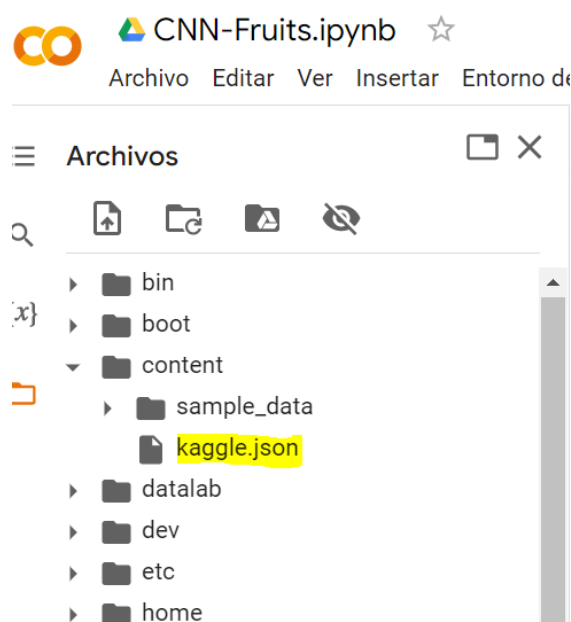 CNN-Fruits.ipynb
Archivo Editar Ver Insertar Entorno de
Archivos
bin
{x}
boot
content
sample_data
kaggle.json
datalab
dev
etc
home